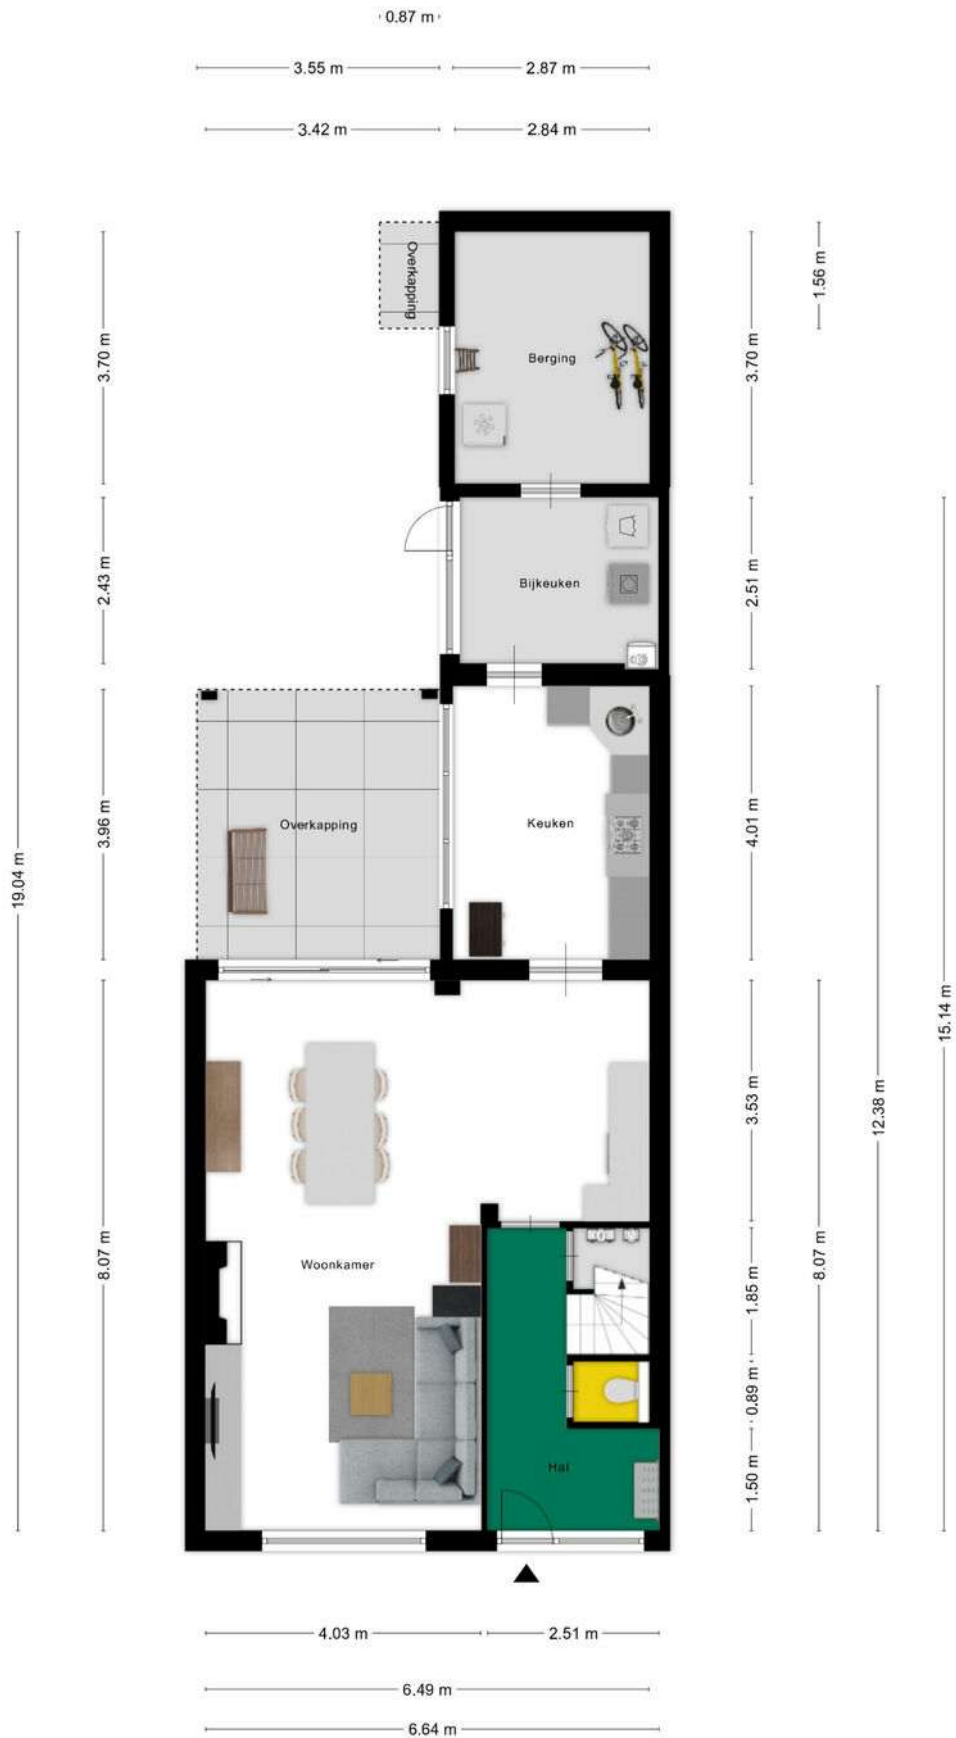 0.87 m
3.55 m
2.87 m
3.42 m
2.84 m
Overkapping
1.56 m
3.70 m
Berging
3.70 m
2.43 m
Bijkeuken
2.51 m
19.04 m
3.96 m
Overkapping
Keuken
4.01 m
15.14 m
12.38 m
3.53 m
8.07 m
Woonkamer
1.85 m
8.07 m
0.89 m
Hal
1.50 m
4.03 m
2.51 m
6.49 m
6.64 m